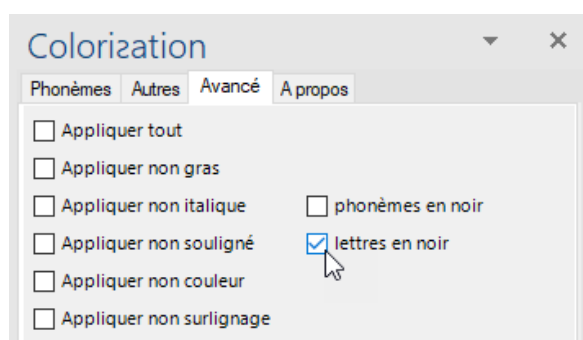 Colorization
Phonèmes Autres Avancé A propos
Appliquer tout
Appliquer non gras
Appliquer non italique phonèmes en noir
Appliquer non souligné lettres en noir
Appliquer non couleur
Appliquer non surlignage